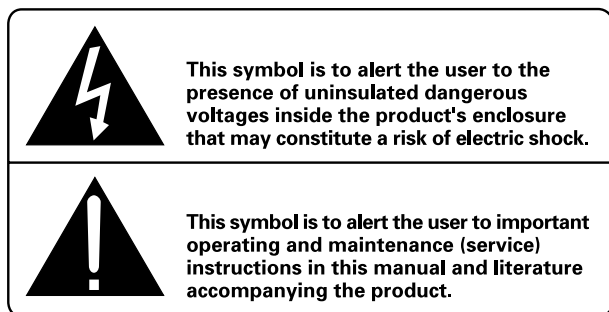 This symbol is to alert the user to the
presence of uninsulated dangerous
voltages inside the product's enclosure
that may constitute a risk of electric shock.
This symbol is to alert the user to important
operating and maintenance (service)
instructions in this manual and literature
accompanying the product.